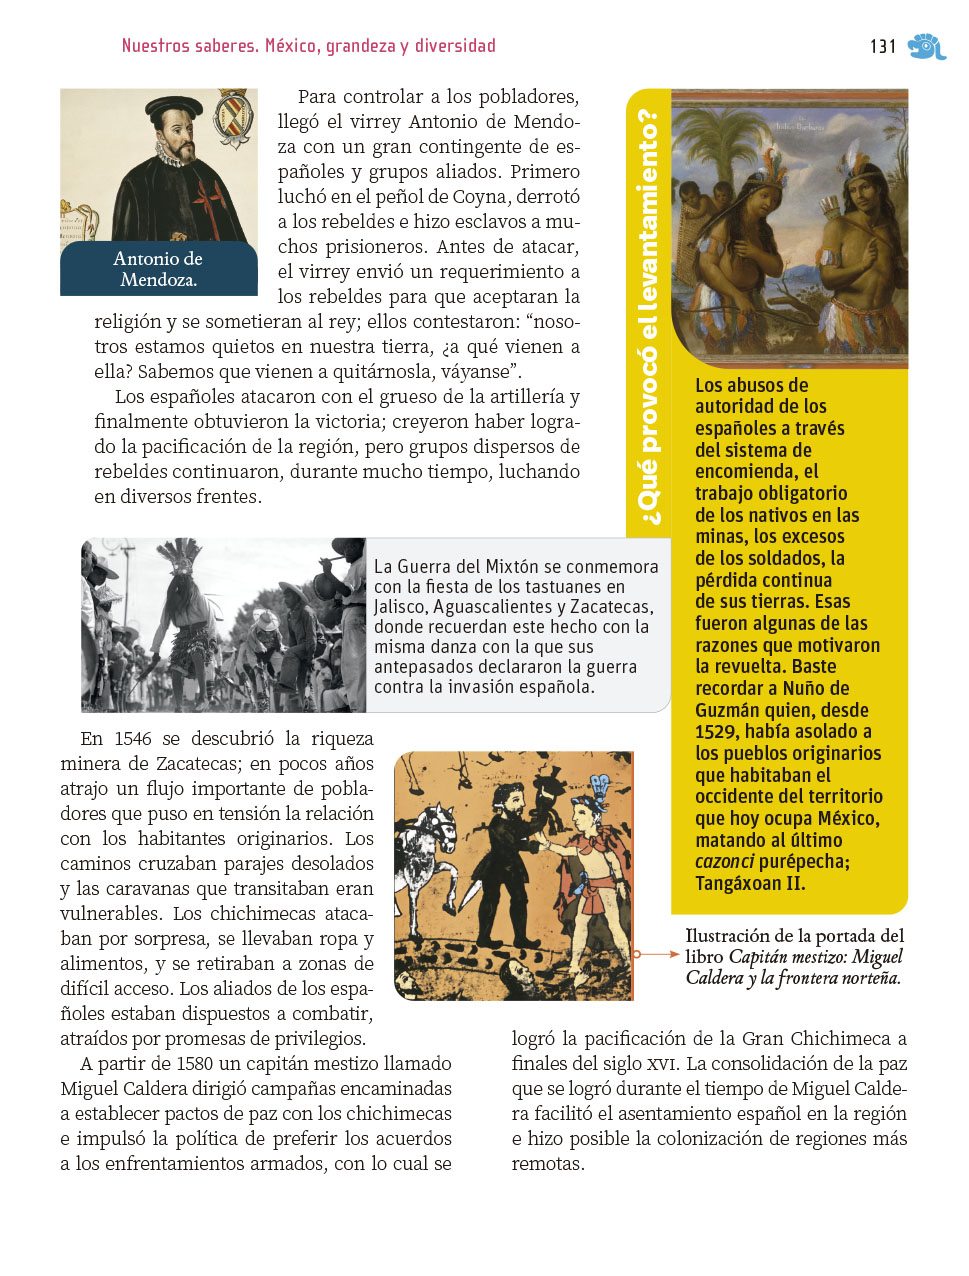 Nuestros saberes. México, grandeza y diversidad
131
Para controlar a los pobladores,
llegó el virrey Antonio de Mendo-
za con un gran contingente de es-
pañoles y grupos aliados. Primero
luchó en el peñol de Coyna, derrotó
a los rebeldes e hizo esclavos a mu-
chos prisioneros. Antes de atacar,
el virrey envió un requerimiento a
los rebeldes para que aceptaran la
religión y se sometieran al rey; ellos contestaron: “noso-
tros estamos quietos en nuestra tierra, ¿a qué vienen a
ella? Sabemos que vienen a quitárnosla, váyanse”.
Los españoles atacaron con el grueso de la artillería y
finalmente obtuvieron la victoria; creyeron haber logra-
do la pacificación de la región, pero grupos dispersos de
rebeldes continuaron, durante mucho tiempo, luchando
en diversos frentes.
Antonio de
Mendoza.
¿Qué provocó el levantamiento?
Los abusos de
autoridad de los
españoles a través
del sistema de
encomienda, el
trabajo obligatorio
de los nativos en las
minas, los excesos
de los soldados, la
pérdida continua
de sus tierras. Esas
fueron algunas de las
razones que motivaron
la revuelta. Baste
recordar a Nuño de
Guzmán quien, desde
1529, había asolado a
los pueblos originarios
que habitaban el
occidente del territorio
que hoy ocupa México,
matando al último
cazonci purépecha;
Tangáxoan II.
La Guerra del Mixtón se conmemora
con la fiesta de los tastuanes en
Jalisco, Aguascalientes y Zacatecas,
donde recuerdan este hecho con la
misma danza con la que sus
antepasados declararon la guerra
contra la invasión española.
En 1546 se descubrió la riqueza
minera de Zacatecas; en pocos años
atrajo un flujo importante de pobla-
dores que puso en tensión la relación
con los habitantes originarios. Los
caminos cruzaban parajes desolados
y las caravanas que transitaban eran
vulnerables. Los chichimecas ataca-
ban por sorpresa, se llevaban ropa y
alimentos, y se retiraban a zonas de
difícil acceso. Los aliados de los espa-
ñoles estaban dispuestos a combatir,
atraídos por promesas de privilegios.
A partir de 1580 un capitán mestizo llamado
Miguel Caldera dirigió campañas encaminadas
a establecer pactos de paz con los chichimecas
e impulsó la política de preferir los acuerdos
a los enfrentamientos armados, con lo cual se
Ilustración de la portada del
libro Capitán mestizo: Miguel
Caldera y la frontera norteña.
logró la pacificación de la Gran Chichimeca a
finales del siglo XVI. La consolidación de la paz
que se logró durante el tiempo de Miguel Calde-
ra facilitó el asentamiento español en la región
e hizo posible la colonización de regiones más
remotas.